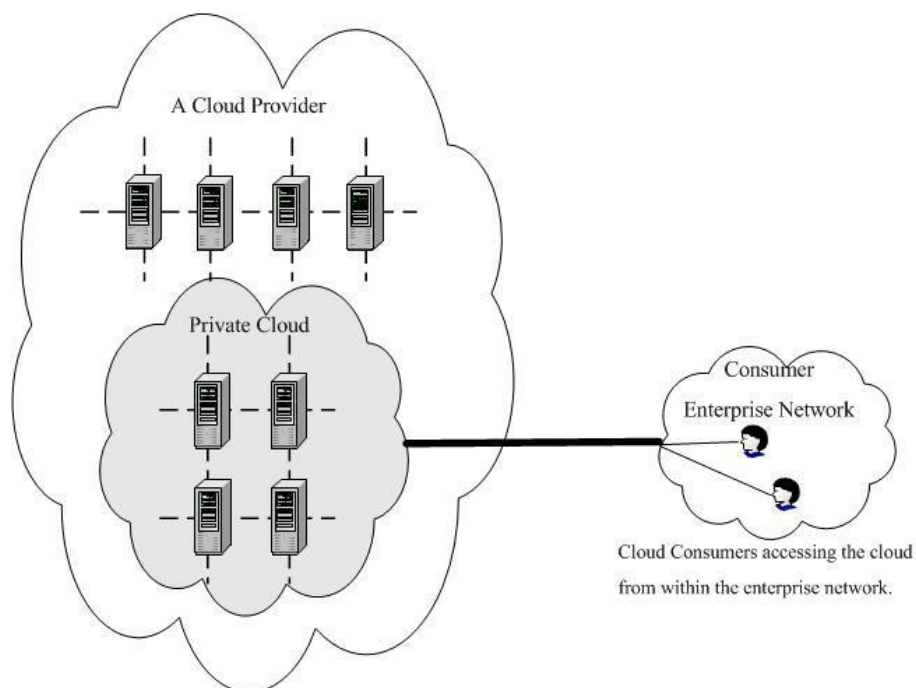 A Cloud Provider
Private Cloud
Consumer
Enterprise Network
Cloud Consumers accessing the cloud
from within the enterprise network.